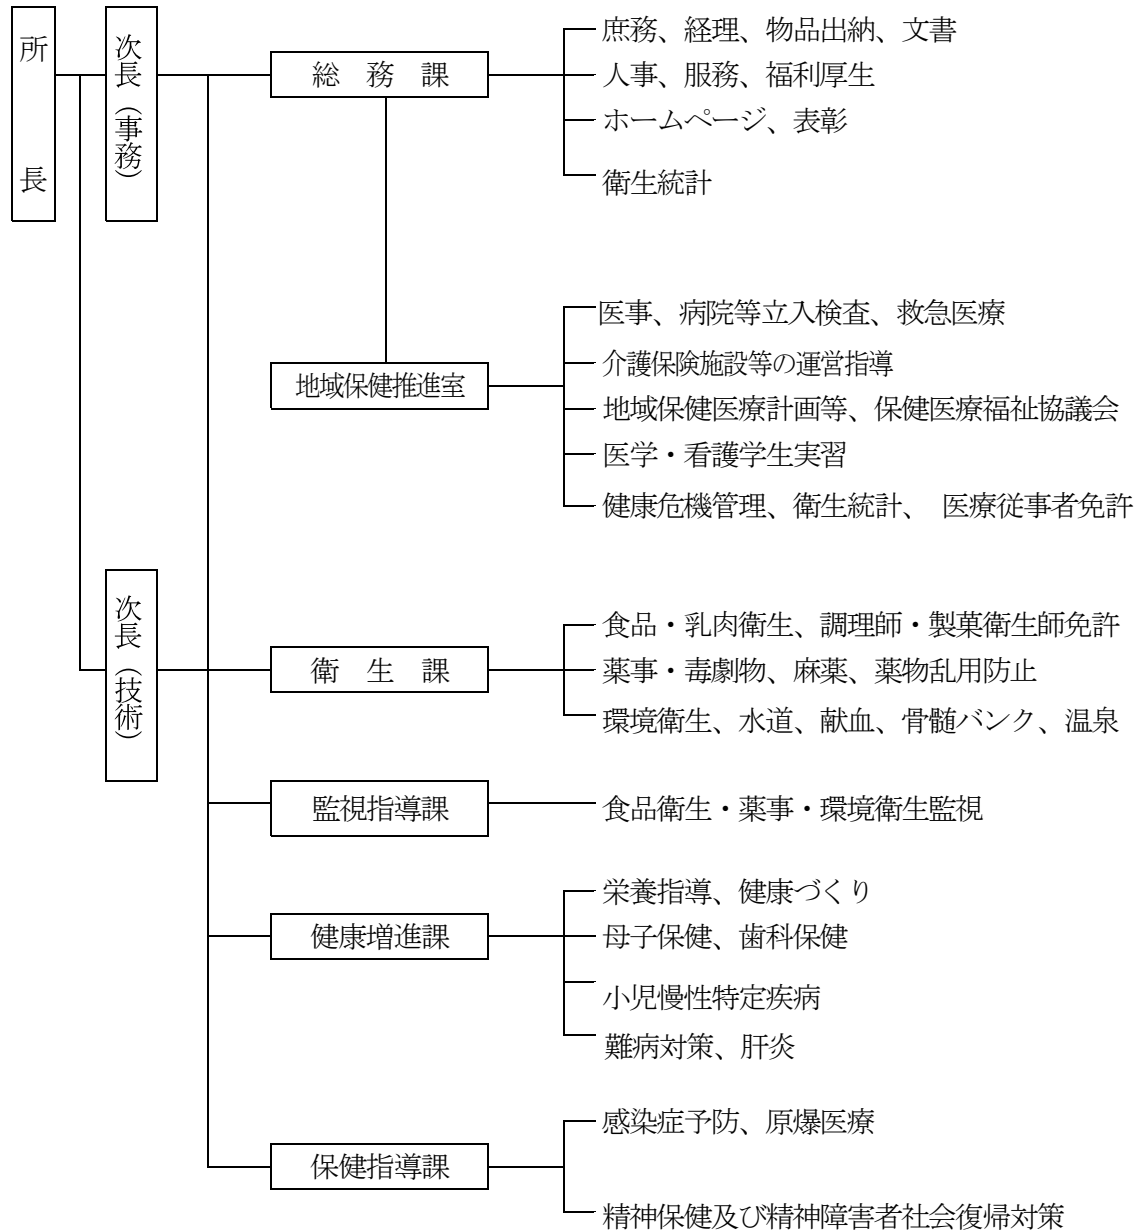 所長
次長（事務）
総務課
庶務、経理、物品出納、文書
人事、服務、福利厚生
ホームページ、表彰
衛生統計
地域保健推進室
医事、病院等立入検査、救急医療
介護保険施設等の運営指導
地域保健医療計画等、保健医療福祉協議会
医学・看護学生実習
健康危機管理、衛生統計、　医療従事者免許
次長（技術）
衛生課
食品・乳肉衛生、調理師・製菓衛生師免許
薬事・毒劇物、麻薬、薬物乱用防止
環境衛生、水道、献血、骨髄バンク、温泉
監視指導課
食品衛生・薬事・環境衛生監視
健康増進課
栄養指導、健康づくり
母子保健、歯科保健
小児慢性特定疾病
難病対策、肝炎
保健指導課
感染症予防、原爆医療
精神保健及び精神障害者社会復帰対策